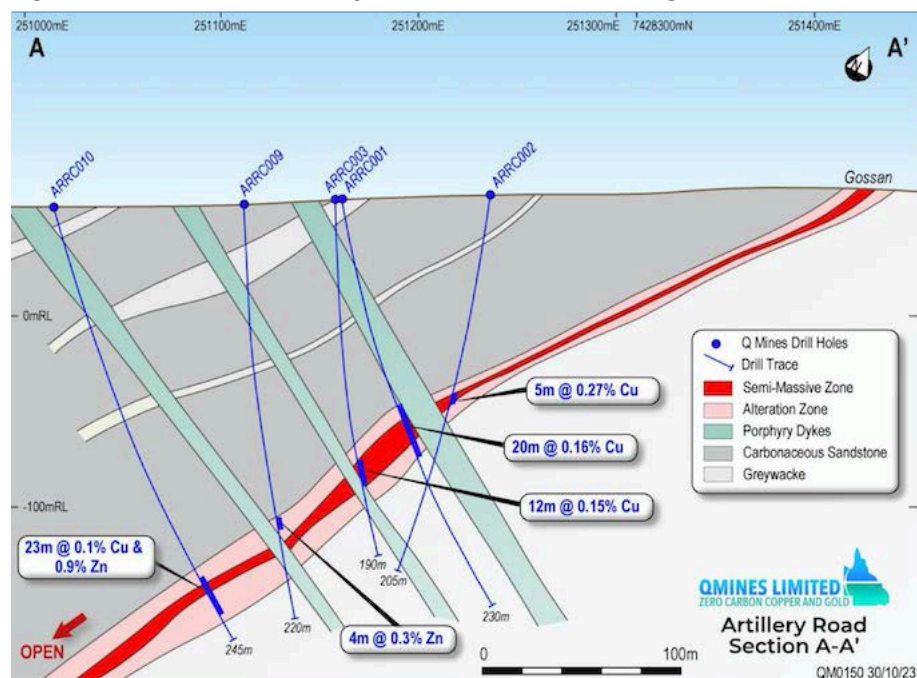 251000mE
251100mE
251200mE
251300mE
7428300mN
251400mE
A
A'
N
ARRC010
ARRC009
ARRC003
ARRC001
ARRC002
Gossan
0mRL
-100mRL
Q Mines Drill Holes
Drill Trace
Semi-Massive Zone
Alteration Zone
Porphyry Dykes
Carbonaceous Sandstone
Greywacke
5m @ 0.27% Cu
20m @ 0.16% Cu
12m @ 0.15% Cu
23m @ 0.1% Cu &
0.9% Zn
4m @ 0.3% Zn
190m
205m
220m
230m
245m
OPEN
QMINES LIMITED
ZERO CARBON COPPER AND GOLD
Artillery Road
Section A-A'
0
100m
QM0150 30/10/23